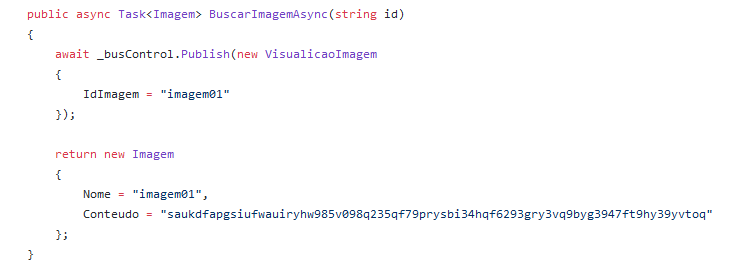 public async Task<Imagem> BuscarImagemAsync(string id)
{
    await _busControl.Publish(new VisualicaoImagem
    {
        IdImagem = "imagem01"
    });

    return new Imagem
    {
        Nome = "imagem01",
        Conteudo = "saukdfapgsiufwauiryhw985v098q235qf79prysbi34hqf6293gry3vq9byg3947ft9hy39yvtoq"
    };
}